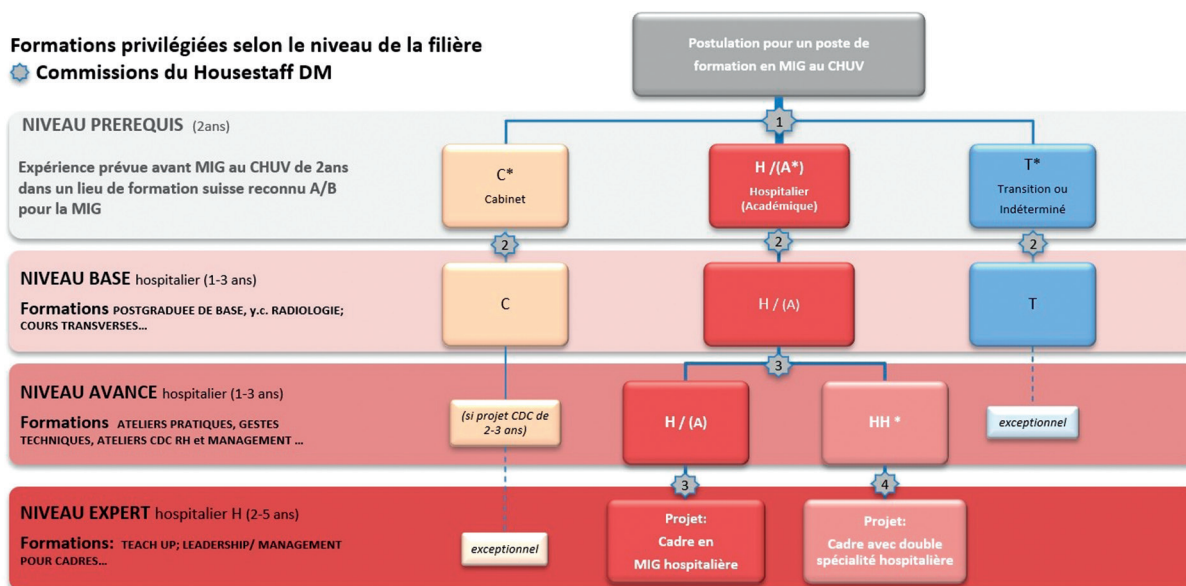 Formations privilégiées selon le niveau de la filière
Commissions du Housestaff DM
Postulation pour un poste de
formation en MIG au CHUV
1
NIVEAU PREREQUIS (2ans)
Expérience prévue avant MIG au CHUV de 2ans
dans un lieu de formation suisse reconnu A/B
pour la MIG
C*
Cabinet
H /(A*)
Hospitalier
(Académique)
T*
Transition ou
Indéterminé
2
2
2
NIVEAU BASE hospitalier (1-3 ans)
Formations POSTGRADUEE DE BASE, y.c. RADIOLOGIE;
COURS TRANSVERSES...
C
H / (A)
T
3
NIVEAU AVANCE hospitalier (1-3 ans)
Formations ATELIERS PRATIQUES, GESTES
TECHNIQUES, ATELIERS CDC RH et MANAGEMENT ...
(si projet CDC de
2-3 ans)
H / (A)
HH *
exceptionnel
3
4
NIVEAU EXPERT hospitalier H (2-5 ans)
Formations: TEACH UP; LEADERSHIP/ MANAGEMENT
POUR CADRES...
exceptionnel
Projet:
Cadre en
MIG hospitalière
Projet:
Cadre avec double
spécialité hospitalière